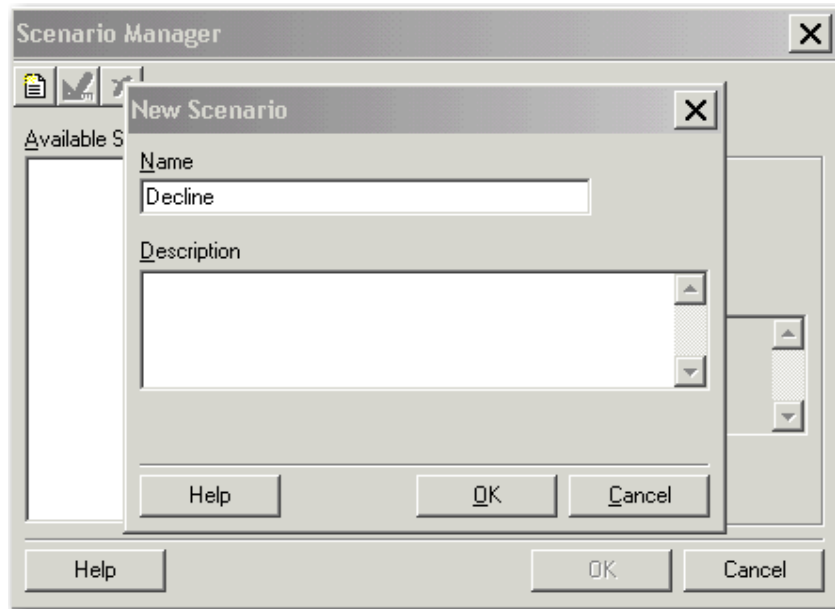 Scenario Manager
New Scenario
Available S
Name
Decline
Description
Help OK Cancel
Help OK Cancel